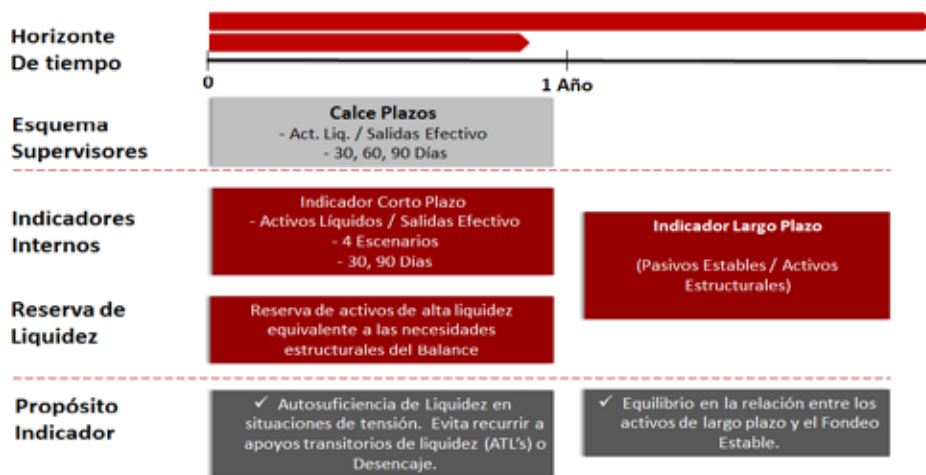 Horizonte
De tiempo
0
1 Año
Esquema
Supervisores
Calce Plazos
- Act. Liq. / Salidas Efectivo
- 30, 60, 90 Días
Indicadores
Internos
Indicador Corto Plazo
- Activos Líquidos / Salidas Efectivo
- 4 Escenarios
- 30, 90 Días
Indicador Largo Plazo
(Pasivos Estables / Activos
Estructurales)
Reserva de
Liquidez
Reserva de activos de alta liquidez
equivalente a las necesidades
estructurales del Balance
Propósito
Indicador
✓ Autosuficiencia de Liquidez en
situaciones de tensión. Evita recurrir a
apoyos transitorios de liquidez (ATL's) o
Desencaje.
✓ Equilibrio en la relación entre los
activos de largo plazo y el Fondeo
Estable.